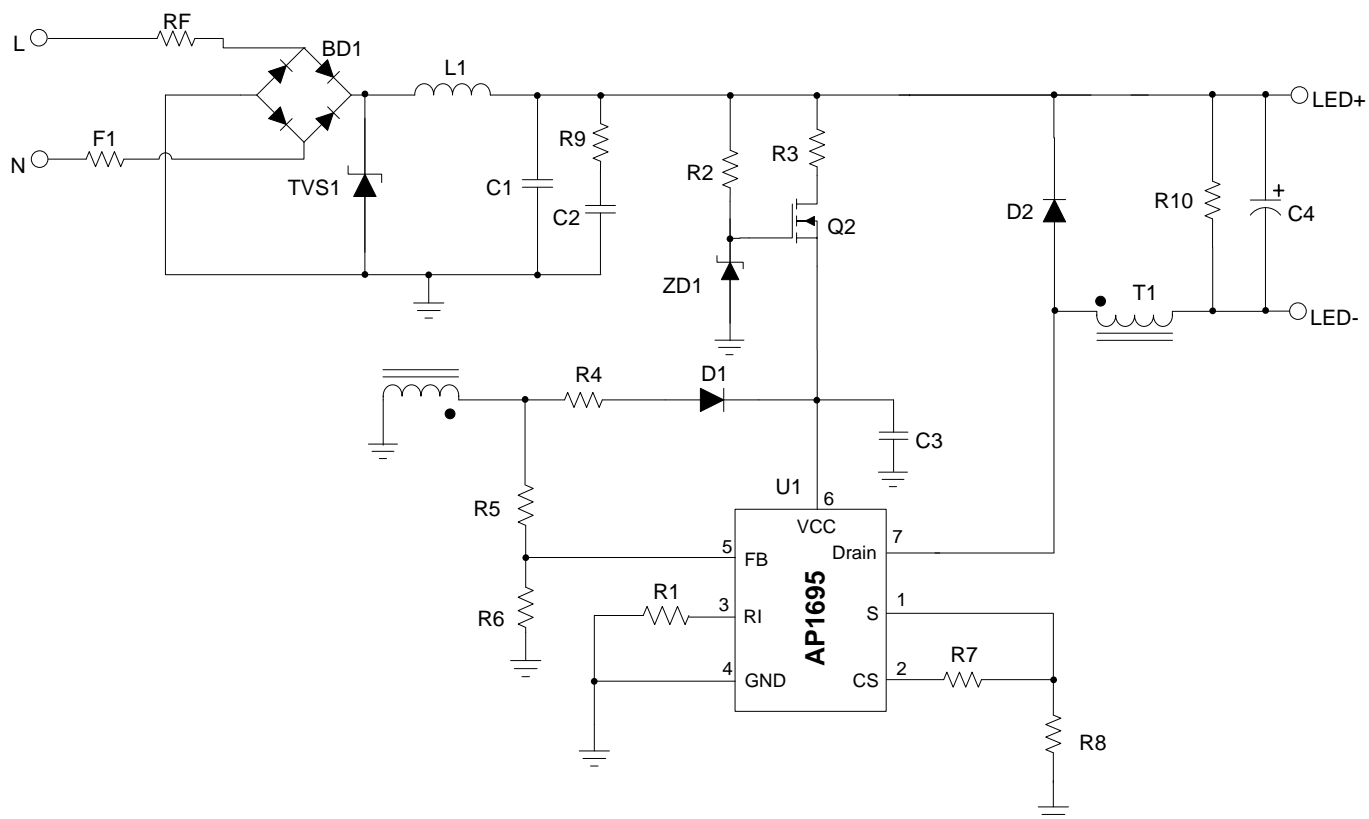 RF
L
BD1
L1
LED+
F1
N
R9
R3
R2
TVS1
C1
C2
Q2
D2
R10
+
C4
ZD1
T1
LED-
R4
D1
C3
U1
6
R5
VCC
5
FB
Drain
7
R1
3
RI
AP1695
1
S
R6
4
GND
CS
2
R7
R8